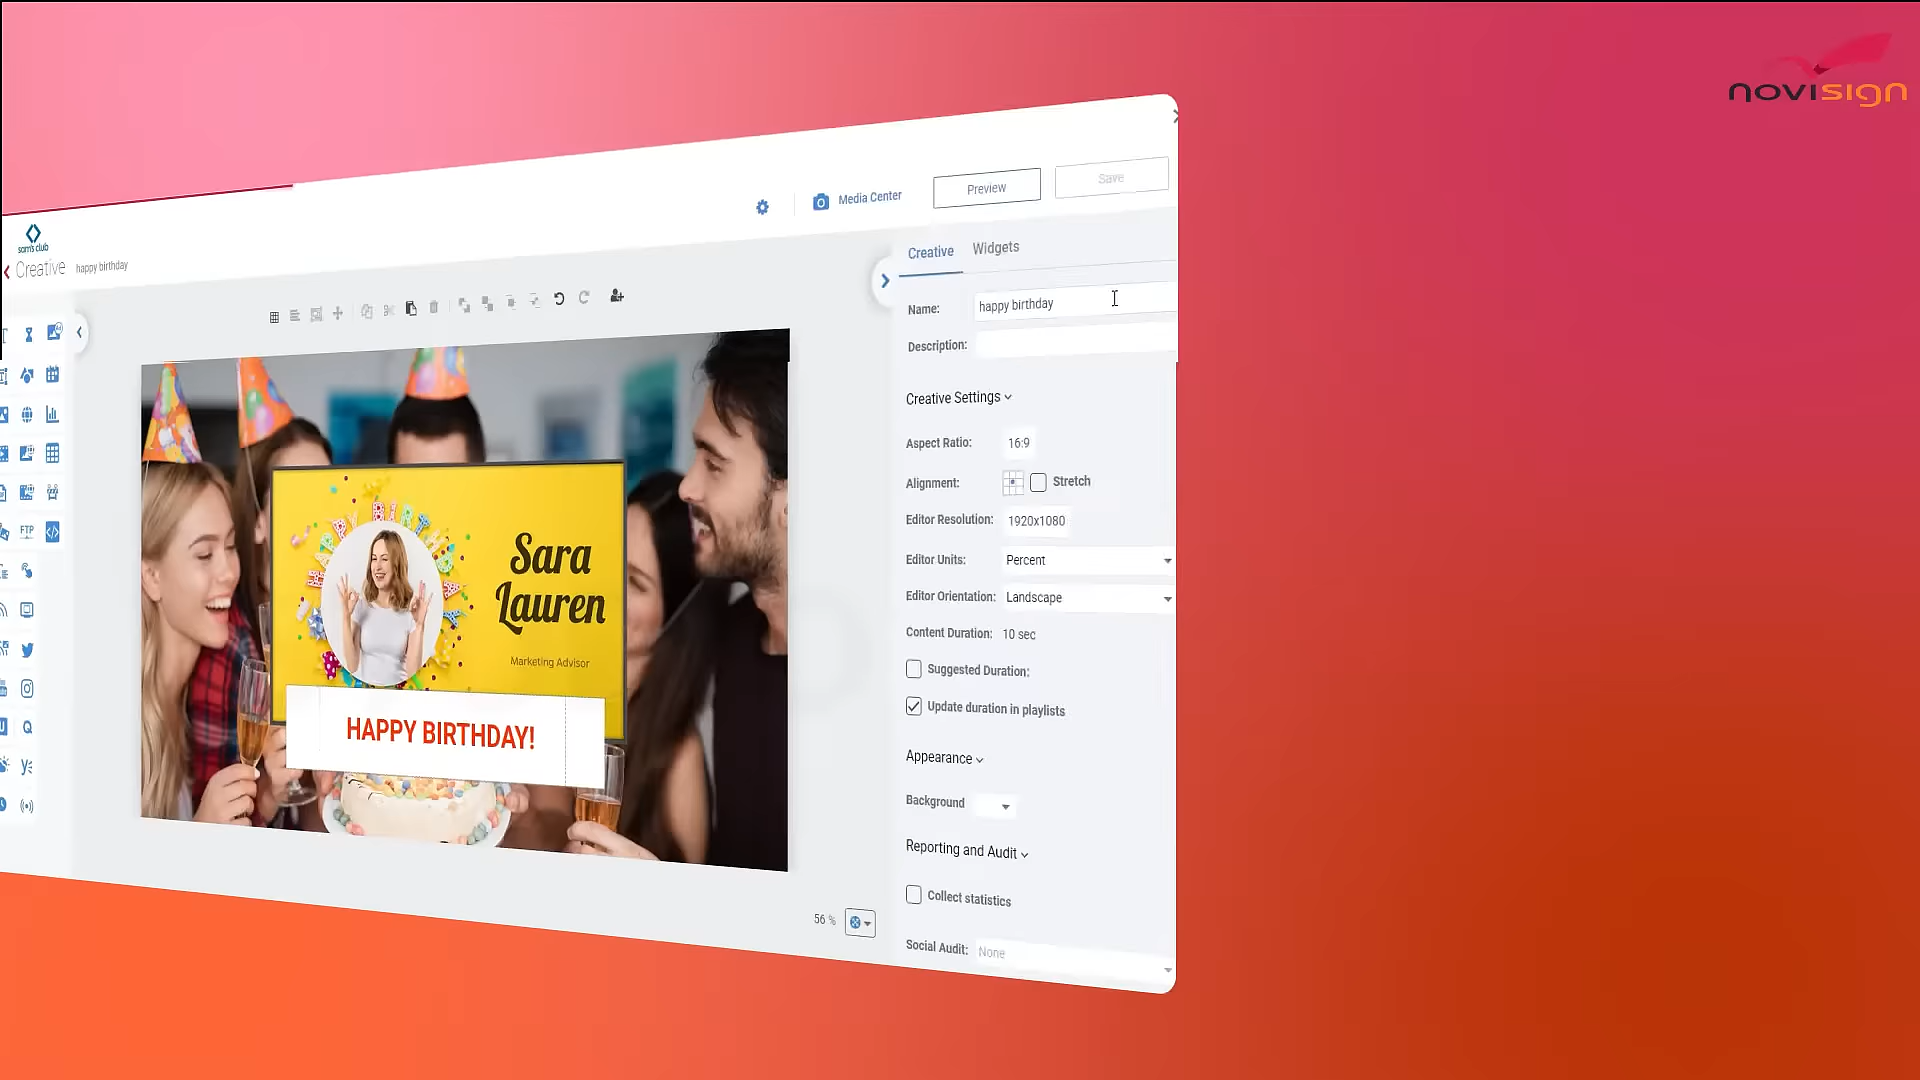 novisign
Media Center
Preview
Save
sam's club
Creative
happy birthday
Creative
Widgets
Name:
happy birthday
Description:
Creative Settings
Aspect Ratio:
16:9
Alignment:
Stretch
Editor Resolution:
1920x1080
Editor Units:
Percent
Editor Orientation:
Landscape
Content Duration:
10 sec
Suggested Duration:
Update duration in playlists
Appearance
Background
Reporting and Audit
Collect statistics
Social Audit:
None
FTP
Sara
Lauren
Marketing Advisor
HAPPY BIRTHDAY!
56 %